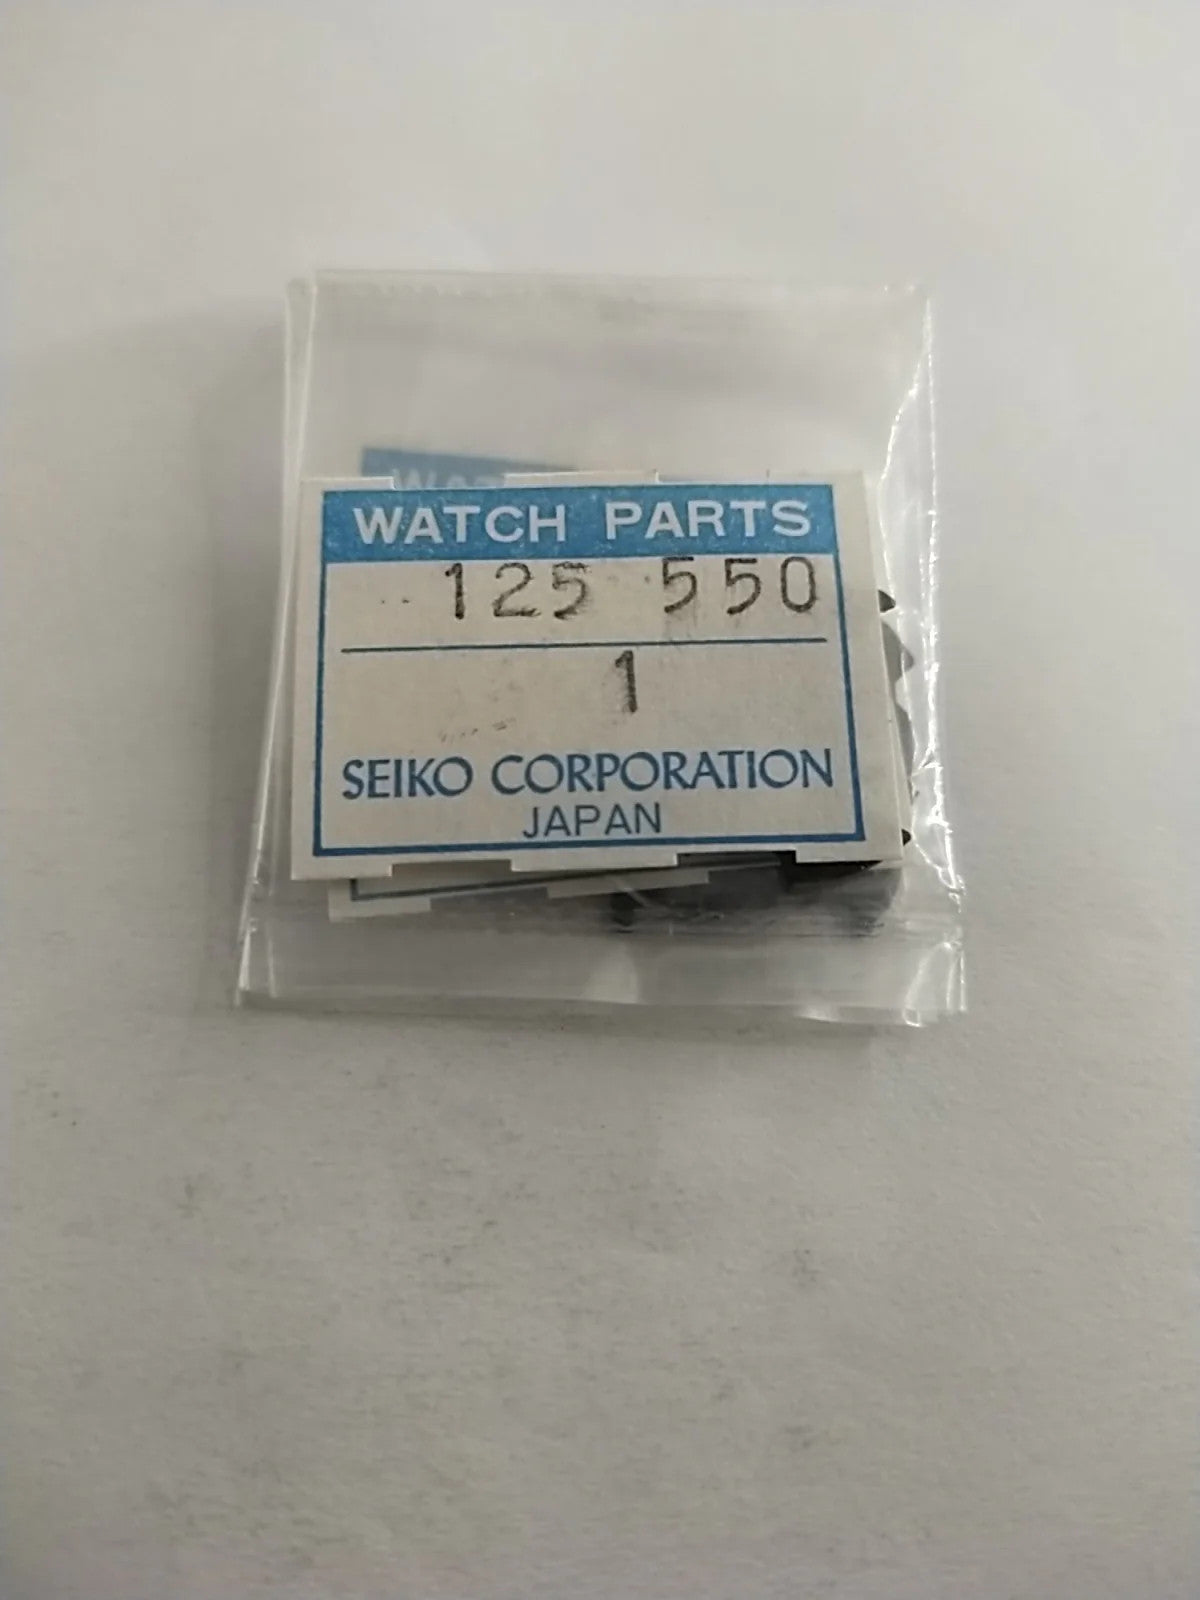 WATCH PARTS
125 550
1
SEIKO CORPORATION
JAPAN